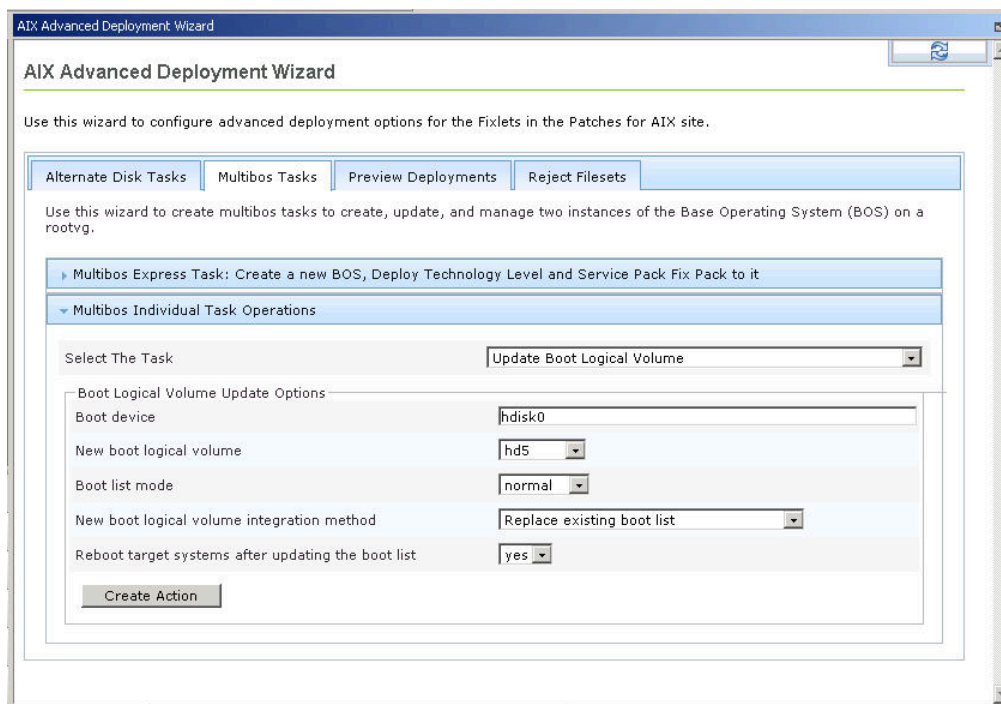 AIX Advanced Deployment Wizard
AIX Advanced Deployment Wizard
Use this wizard to configure advanced deployment options for the Fixlets in the Patches for AIX site.
Alternate Disk Tasks Multibos Tasks Preview Deployments Reject Filesets
Use this wizard to create multibos tasks to create, update, and manage two instances of the Base Operating System (BOS) on a
rootvg.
Multibos Express Task: Create a new BOS, Deploy Technology Level and Service Pack Fix Pack to it
Multibos Individual Task Operations
Select The Task Update Boot Logical Volume
Boot Logical Volume Update Options
Boot device hdisk0
New boot logical volume hd5
Boot list mode normal
New boot logical volume integration method Replace existing boot list
Reboot target systems after updating the boot list yes
Create Action